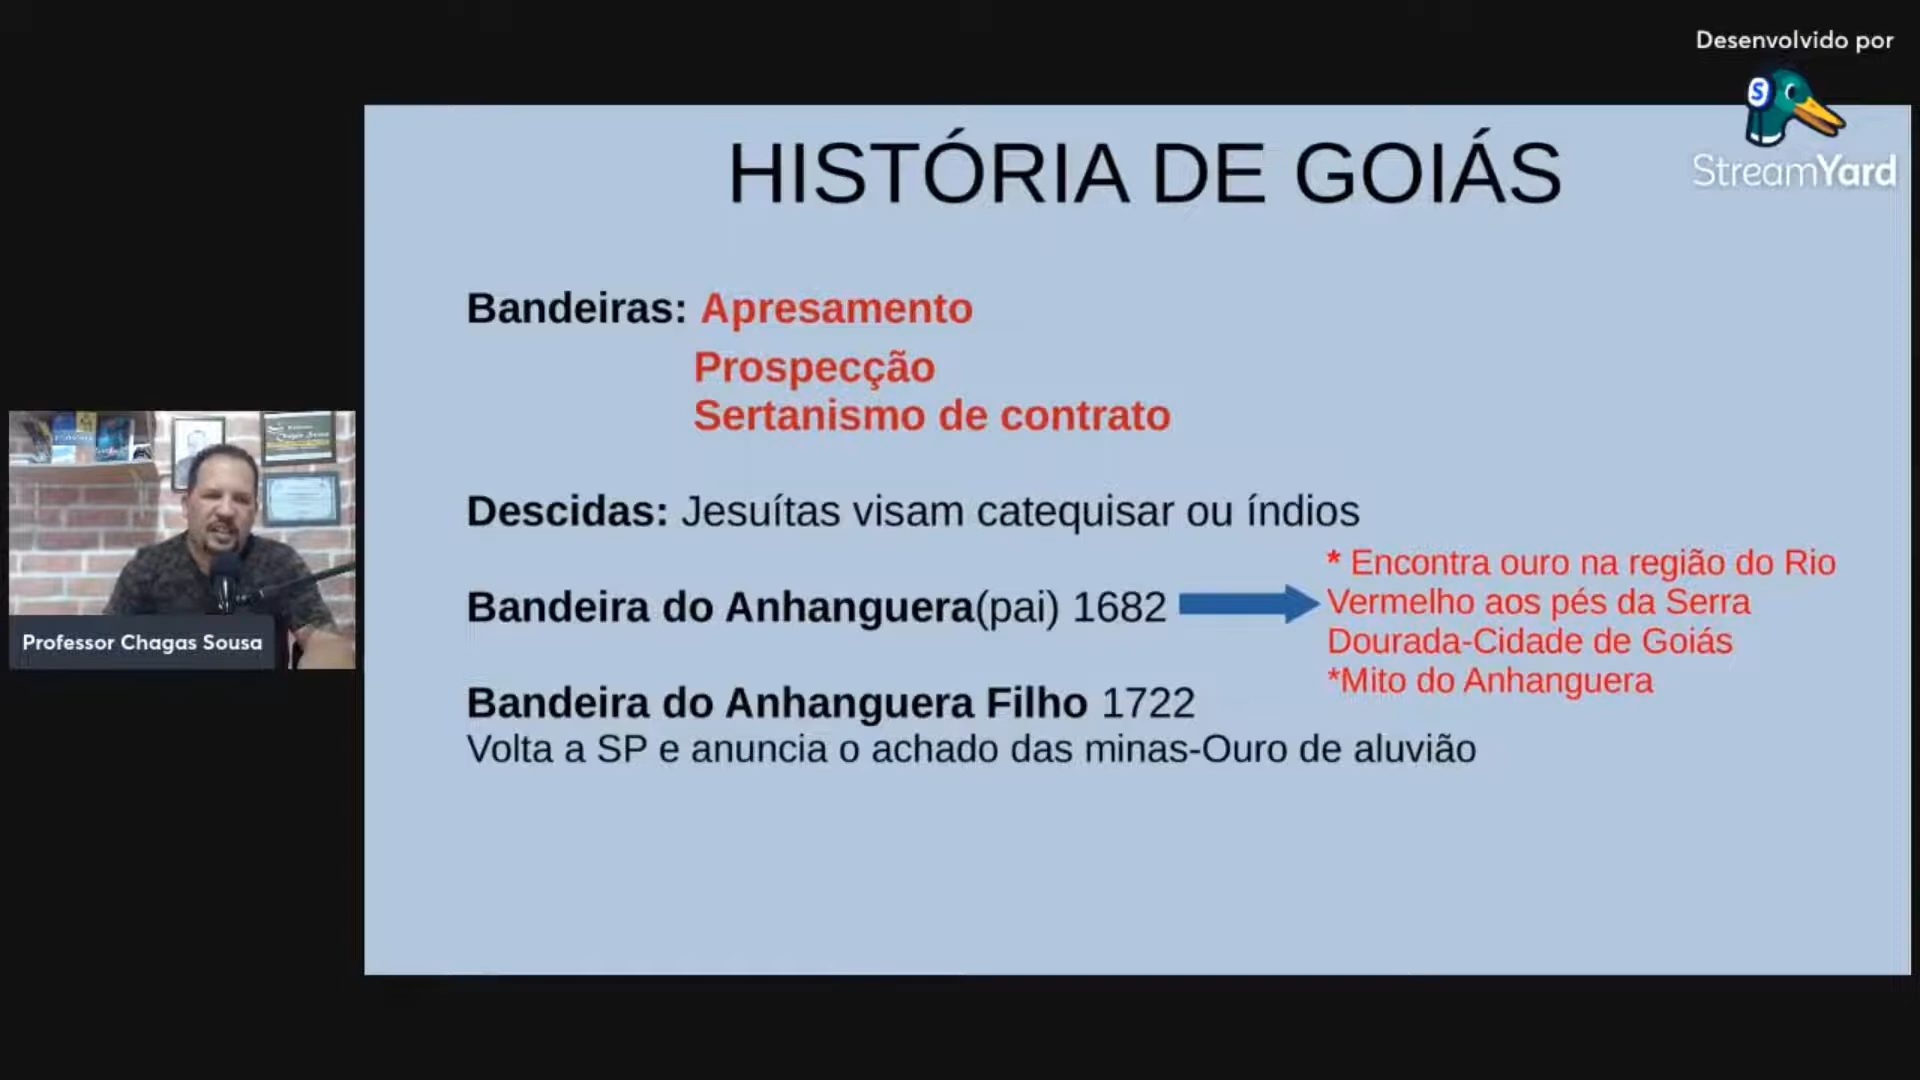 Desenvolvido por
StreamYard
HISTÓRIA DE GOIÁS
Bandeiras: Apresamento
Prospecção
Sertanismo de contrato
Descidas: Jesuítas visam catequisar ou índios
Bandeira do Anhanguera(pai) 1682
* Encontra ouro na região do Rio
Vermelho aos pés da Serra
Dourada-Cidade de Goiás
*Mito do Anhanguera
Bandeira do Anhanguera Filho 1722
Volta a SP e anuncia o achado das minas-Ouro de aluvião
Professor Chagas Sousa